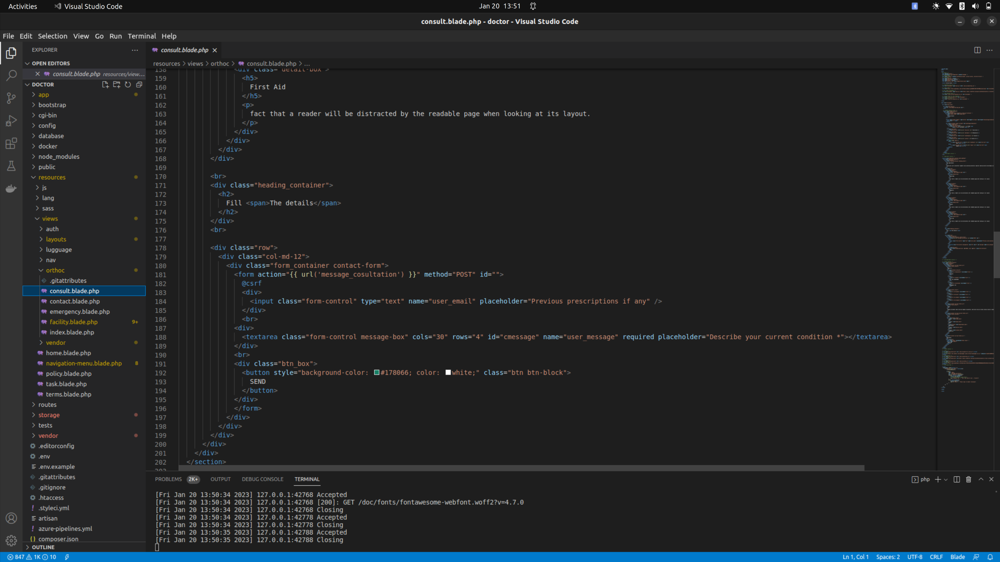 Activities Visual Studio Code Jan 20 13:51
consult.blade.php - doctor - Visual Studio Code
File Edit Selection View Go Run Terminal Help
EXPLORER
OPEN EDITORS
consult.blade.php resources/view...
DOCTOR
app
bootstrap
cgi-bin
config
database
docker
node_modules
public
resources
js
lang
sass
views
auth
layouts
lugguage
nav
orthoc
.gitattributes
consult.blade.php
contact.blade.php
emergency.blade.php
facility.blade.php 9+
index.blade.php
vendor
home.blade.php
navigation-menu.blade.php 8
policy.blade.php
task.blade.php
terms.blade.php
routes
storage
tests
vendor
.editorconfig
.env
.env.example
.gitattributes
.gitignore
.htaccess
.styleci.yml
artisan
azure-pipelines.yml
composer.json
OUTLINE
consult.blade.php
resources > views > orthoc > consult.blade.php > ...
158 <div class="detail-box">
159 <h5>
160 First Aid
161 </h5>
162 <p>
163 fact that a reader will be distracted by the readable page when looking at its layout.
164 </p>
165 </div>
166 </div>
167 </div>
168 </div>
169
170 <br>
171 <div class="heading_container">
172 <h2>
173 Fill <span>The details</span>
174 </h2>
175 </div>
176 <br>
177
178 <div class="row">
179 <div class="col-md-12">
180 <div class="form_container contact-form">
181 <form action="{{ url('message_cosultation') }}" method="POST" id="">
182 @csrf
183 <div>
184 <input class="form-control" type="text" name="user_email" placeholder="Previous prescriptions if any" />
185 </div>
186 <br>
187 <div>
188 <textarea class="form-control message-box" cols="30" rows="4" id="cmessage" name="user_message" required placeholder="Describe your current condition *"></textarea>
189 </div>
190 <br>
191 <div class="btn_box">
192 <button style="background-color: #178066; color: white;" class="btn btn-block">
193 SEND
194 </button>
195 </div>
196 </form>
197 </div>
198 </div>
199 </div>
200 </div>
201 </div>
202 </section>
203
PROBLEMS 2K+ OUTPUT DEBUG CONSOLE TERMINAL php
[Fri Jan 20 13:50:34 2023] 127.0.0.1:42768 Accepted
[Fri Jan 20 13:50:34 2023] 127.0.0.1:42768 [200]: GET /doc/fonts/fontawesome-webfont.woff2?v=4.7.0
[Fri Jan 20 13:50:34 2023] 127.0.0.1:42768 Closing
[Fri Jan 20 13:50:34 2023] 127.0.0.1:42778 Accepted
[Fri Jan 20 13:50:34 2023] 127.0.0.1:42778 Closing
[Fri Jan 20 13:50:35 2023] 127.0.0.1:42788 Accepted
[Fri Jan 20 13:50:35 2023] 127.0.0.1:42788 Closing
847 1K 10 Ln 1, Col 1 Spaces: 2 UTF-8 CRLF Blade